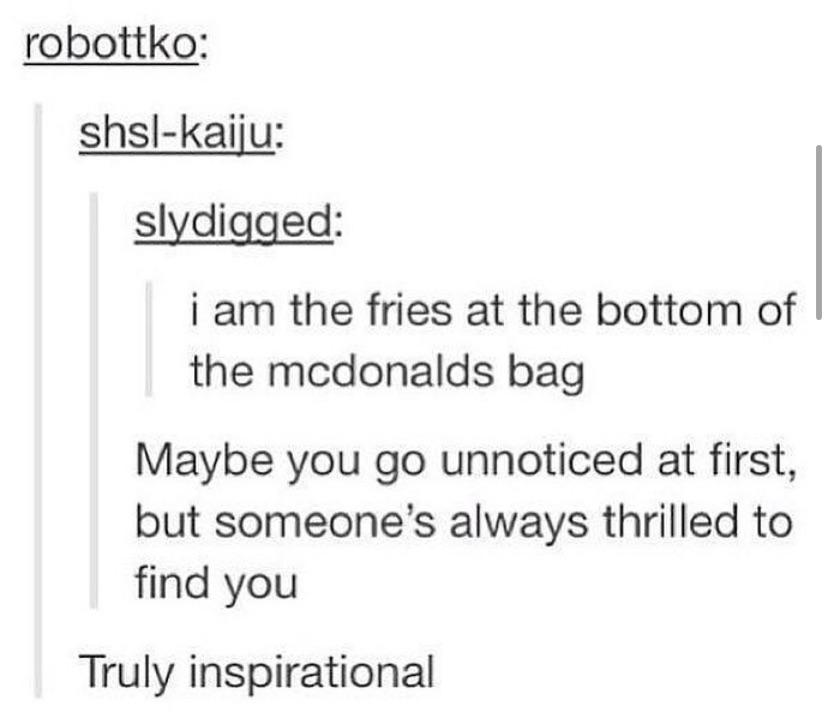 robottko:
shsl-kaiju:
slydigged:
i am the fries at the bottom of
the mcdonalds bag
Maybe you go unnoticed at first,
but someone’s always thrilled to
find you
Truly inspirational